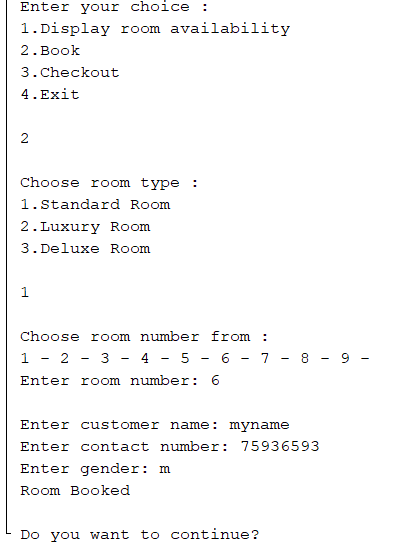 Enter your choice :
1.Display room availability
2.Book
3.Checkout
4.Exit
2
Choose room type :
1.Standard Room
2.Luxury Room
3.Deluxe Room
1
Choose room number from :
1 - 2 - 3 - 4 - 5 - 6 - 7 - 8 - 9 -
Enter room number: 6
Enter customer name: myname
Enter contact number: 75936593
Enter gender: m
Room Booked
Do you want to continue?